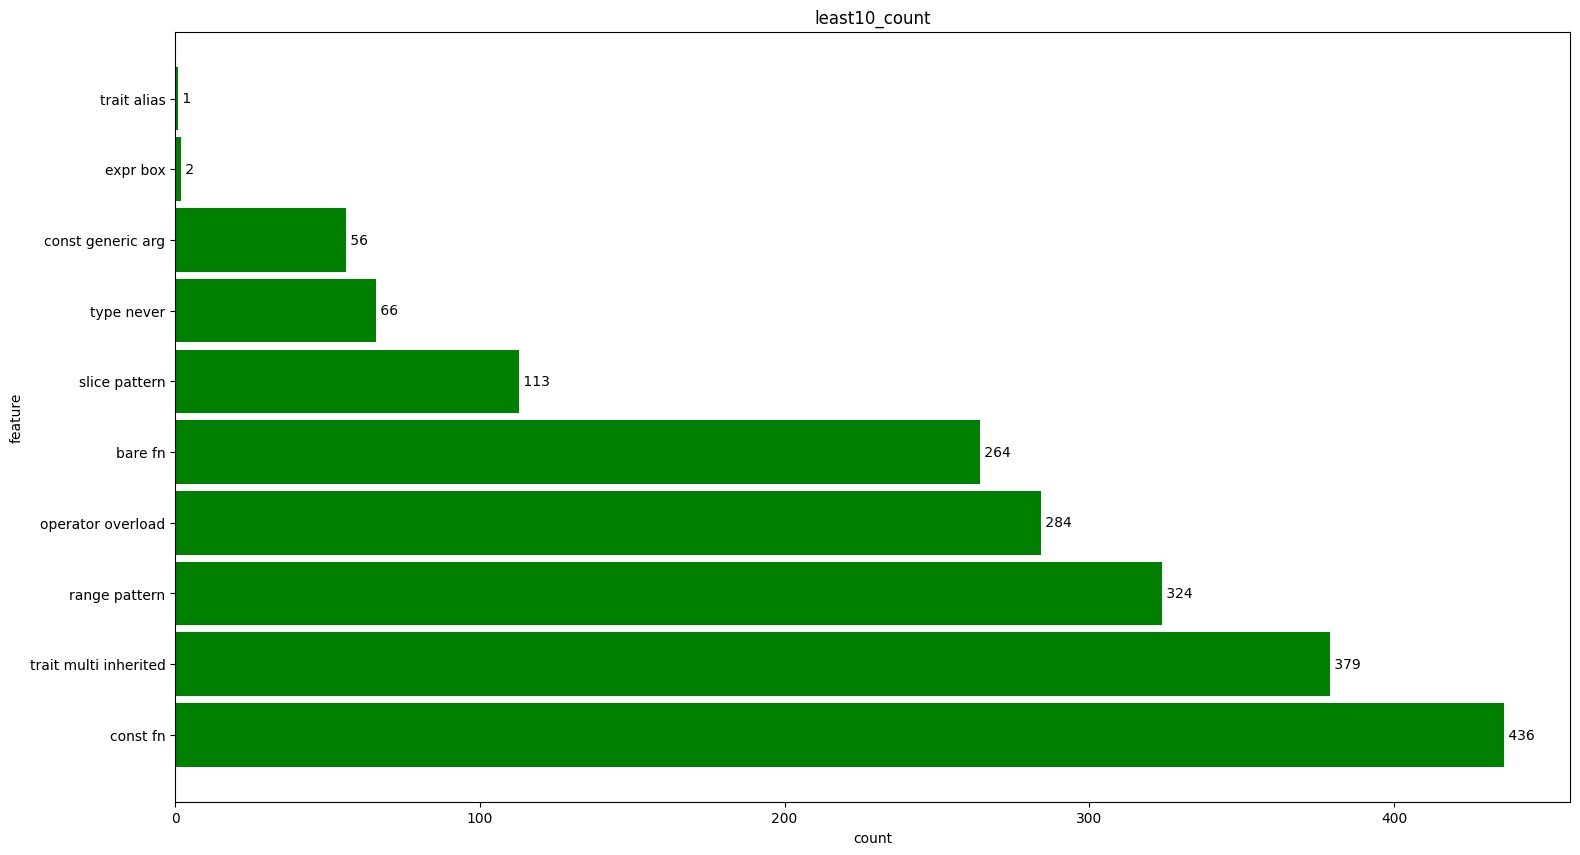 least10_count
feature
trait alias 1
expr box 2
const generic arg 56
type never 66
slice pattern 113
bare fn 264
operator overload 284
range pattern 324
trait multi inherited 379
const fn 436
0 100 200 300 400
count